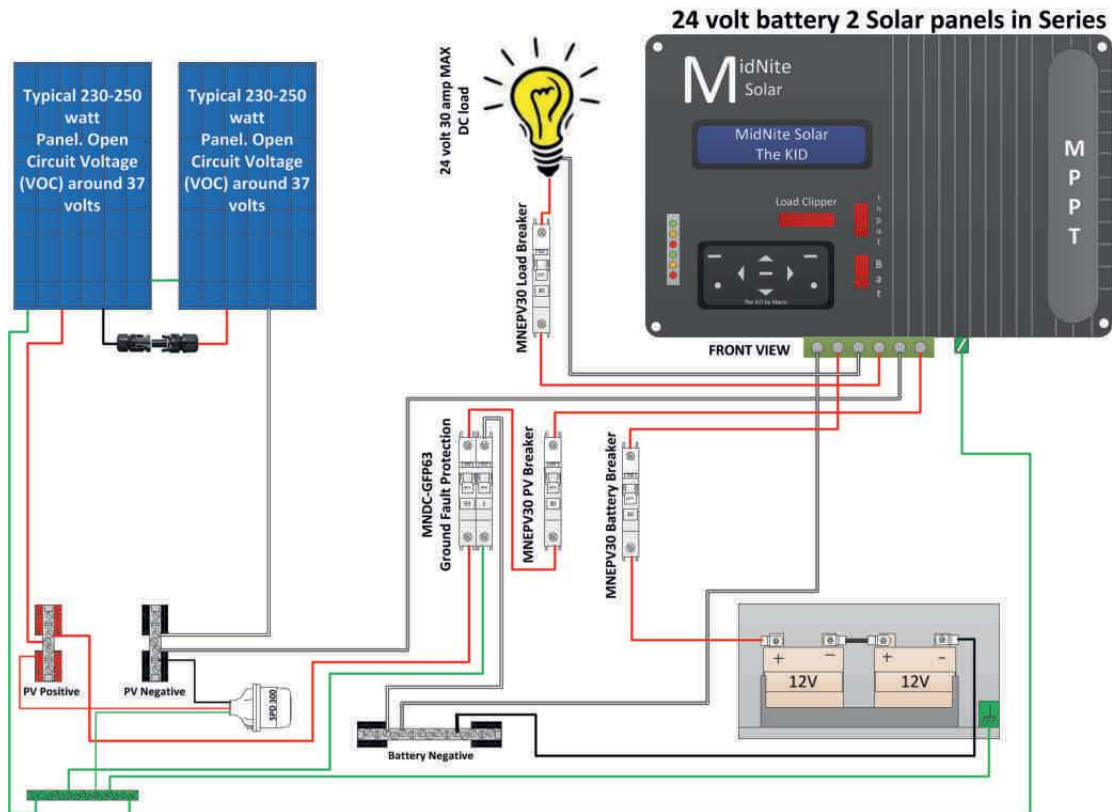 24 volt battery 2 Solar panels in Series
Typical 230-250
watt
Panel. Open
Circuit Voltage
(VOC) around 37
volts
Typical 230-250
watt
Panel. Open
Circuit Voltage
(VOC) around 37
volts
24 volt 30 amp MAX
DC load
MidNite
Solar
MidNite Solar
The KID
Load Clipper
Input
Bat
MPPT
MNEPV30 Load Breaker
FRONT VIEW
MNDC-GFP63
Ground Fault Protection
MNEPV30 PV Breaker
MNEPV30 Battery Breaker
PV Positive
PV Negative
SPD 300
Battery Negative
+ −
12V
+ -
12V